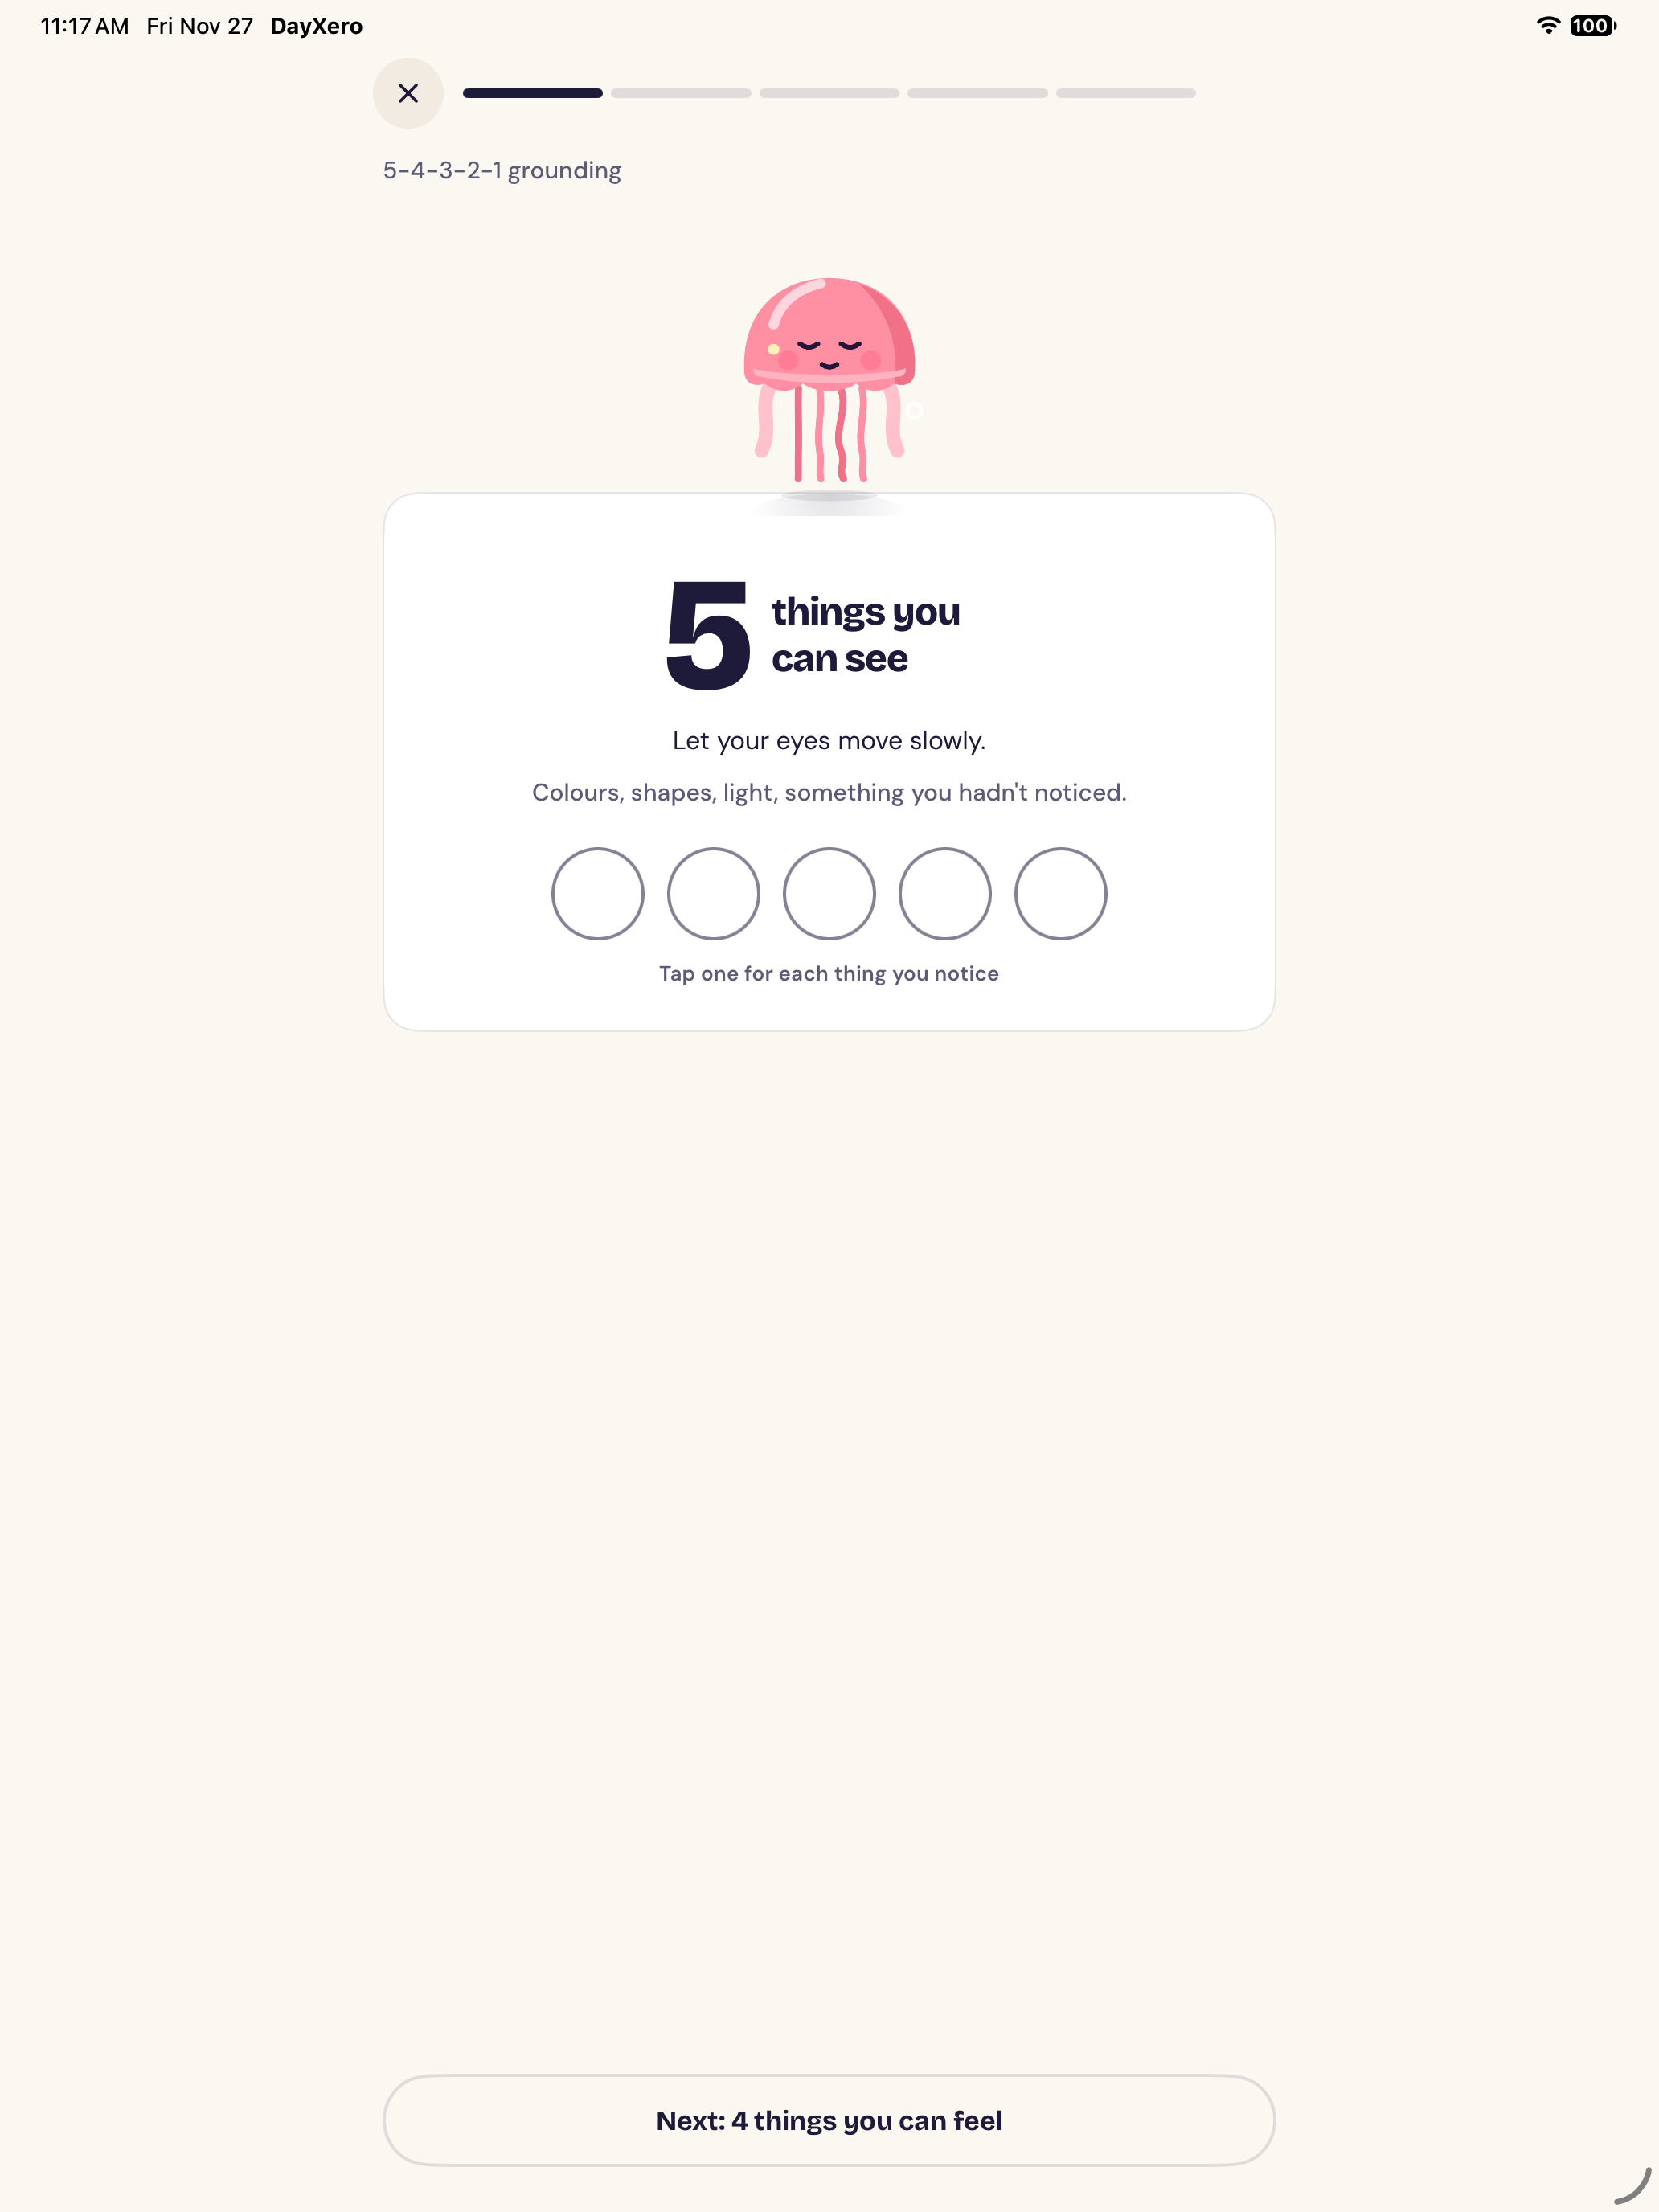 11:17 AM Fri Nov 27 DayXero
100
5-4-3-2-1 grounding
5 things you
can see
Let your eyes move slowly.
Colours, shapes, light, something you hadn't noticed.
Tap one for each thing you notice
Next: 4 things you can feel